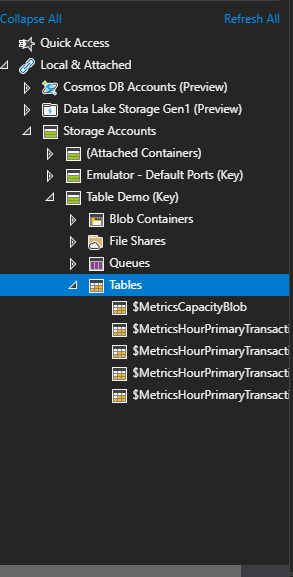 Collapse All Refresh All
Quick Access
Local & Attached
Cosmos DB Accounts (Preview)
Data Lake Storage Gen1 (Preview)
Storage Accounts
(Attached Containers)
Emulator - Default Ports (Key)
Table Demo (Key)
Blob Containers
File Shares
Queues
Tables
$MetricsCapacityBlob
$MetricsHourPrimaryTransacti
$MetricsHourPrimaryTransacti
$MetricsHourPrimaryTransacti
$MetricsHourPrimaryTransacti